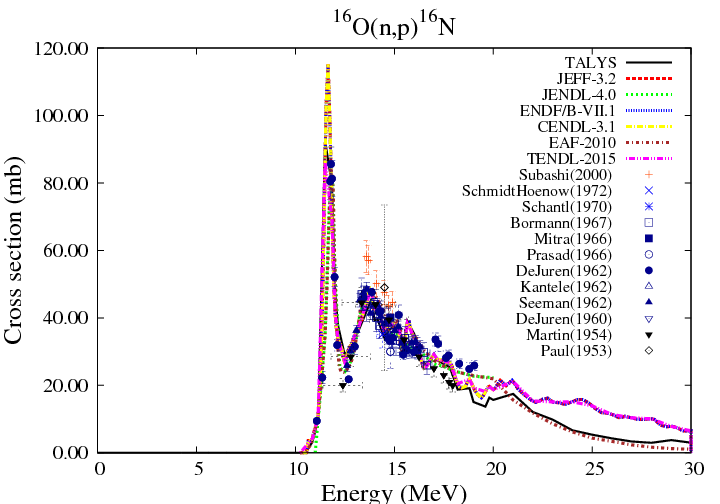 ¹⁶O(n,p)¹⁶N
Cross section (mb)
120.00
100.00
80.00
60.00
40.00
20.00
0.00
TALYS
JEFF-3.2
JENDL-4.0
ENDF/B-VII.1
CENDL-3.1
EAF-2010
TENDL-2015
Subashi(2000)
SchmidtHoenow(1972)
Schantl(1970)
Bormann(1967)
Mitra(1966)
Prasad(1966)
DeJuren(1962)
Kantele(1962)
Seeman(1962)
DeJuren(1960)
Martin(1954)
Paul(1953)
0 5 10 15 20 25 30
Energy (MeV)